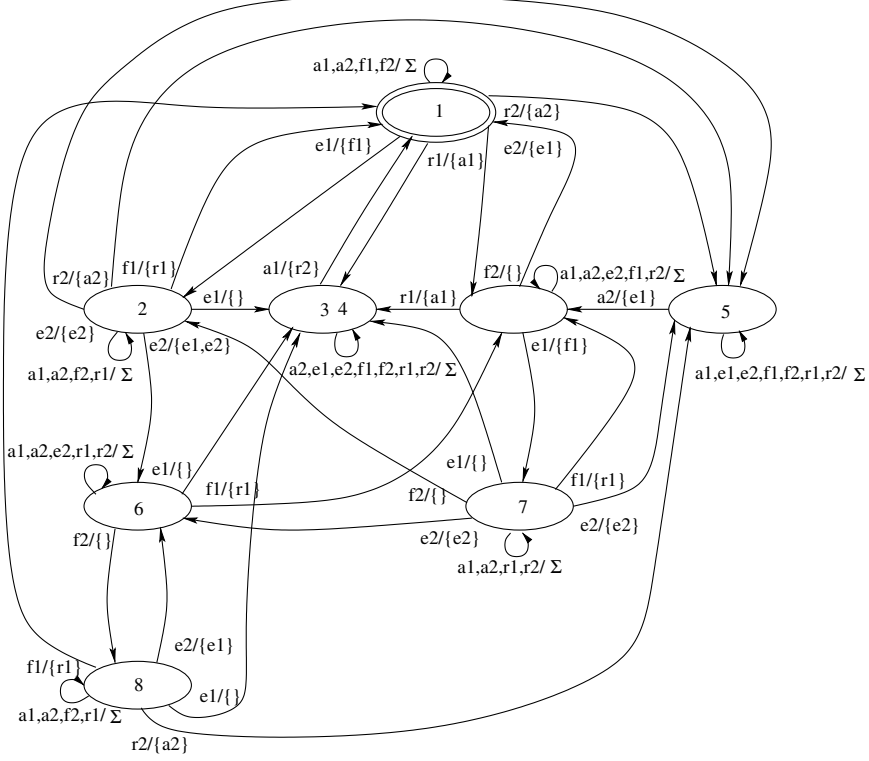 a1,a2,f1,f2/ Σ
1
r2/{a2}
e1/{f1}
r1/{a1}
e2/{e1}
r2/{a2}
f1/{r1}
a1/{r2}
f2/{}
a1,a2,e2,f1,r2/ Σ
e1/{}
r1/{a1}
a2/{e1}
2
3 4
5
e2/{e2}
e2/{e1,e2}
e1/{f1}
a1,a2,f2,r1/ Σ
a2,e1,e2,f1,f2,r1,r2/ Σ
a1,e1,e2,f1,f2,r1,r2/ Σ
a1,a2,e2,r1,r2/ Σ
e1/{}
e1/{}
f1/{r1}
f2/{}
f1/{r1}
6
7
f2/{}
e2/{e2}
e2/{e2}
a1,a2,r1,r2/ Σ
e2/{e1}
f1/{r1}
8
e1/{}
a1,a2,f2,r1/ Σ
r2/{a2}